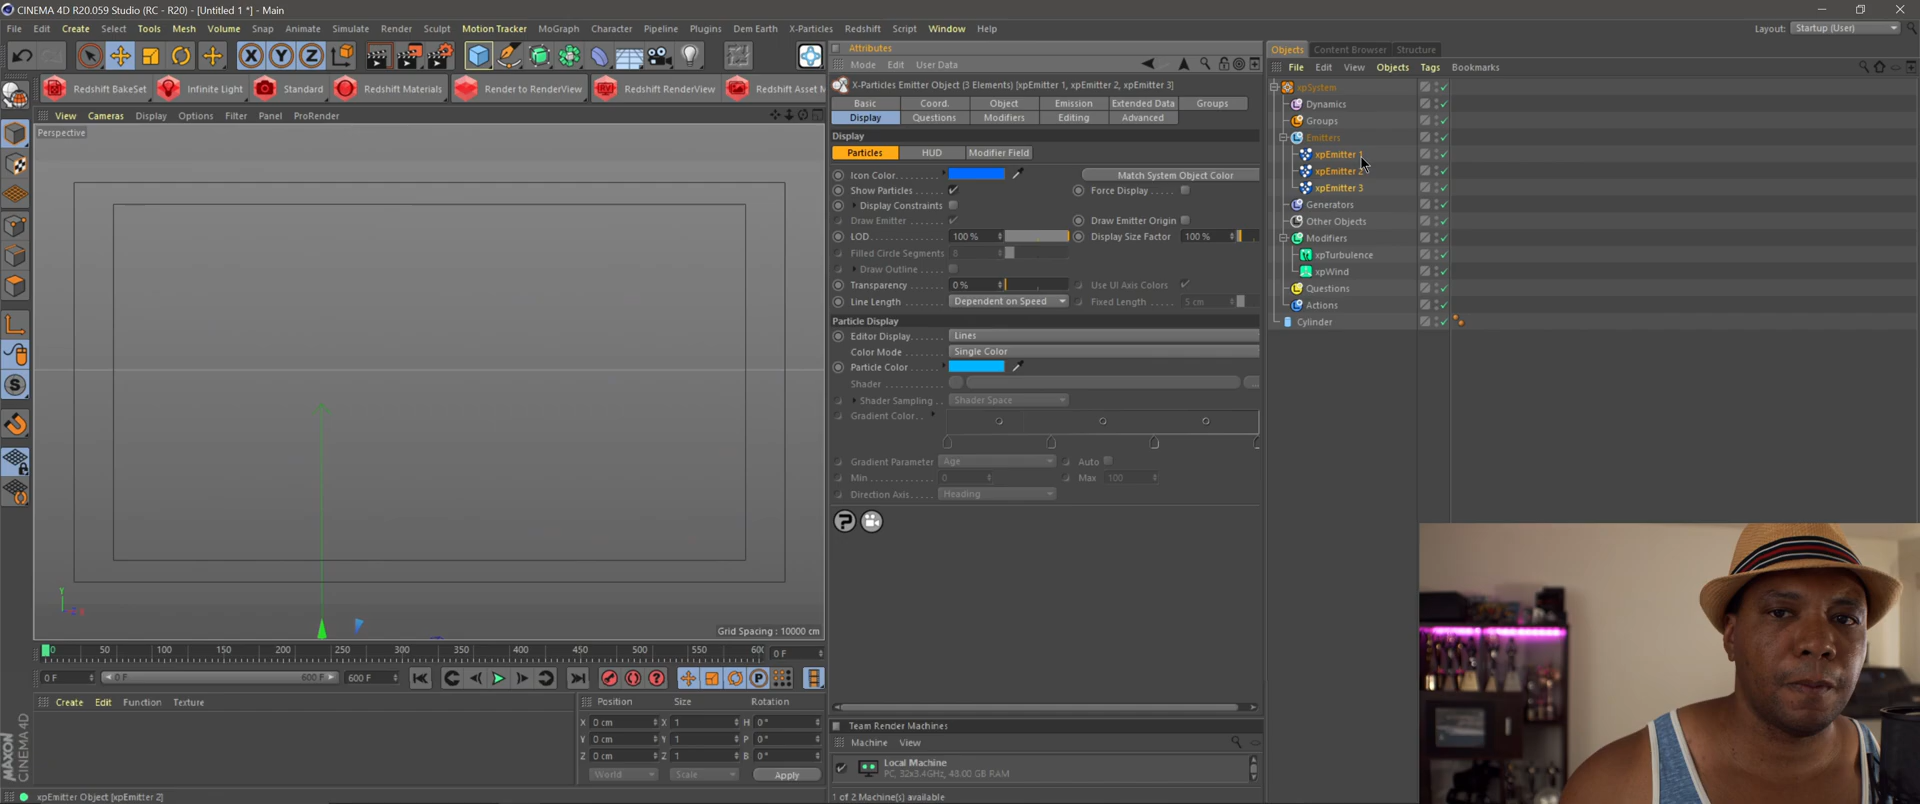 CINEMA 4D R20.059 Studio (RC - R20) - [Untitled 1 *] - Main
File Edit Create Select Tools Mesh Volume Snap Animate Simulate Render Sculpt Motion Tracker MoGraph Character Pipeline Plugins Dem Earth X-Particles Redshift Script Window Help
Layout: Startup (User)
Redshift BakeSet Infinite Light Standard Redshift Materials Render to RenderView Redshift RenderView Redshift Asset M
View Cameras Display Options Filter Panel ProRender
Perspective
Grid Spacing : 10000 cm
0 50 100 150 200 250 300 350 400 450 500 550 600 0 F
0 F 0 F 600 F 600 F
Create Edit Function Texture
Position Size Rotation
X 0 cm X 1 H 0 °
Y 0 cm Y 1 P 0 °
Z 0 cm Z 1 B 0 °
World Scale Apply
MAXON CINEMA 4D
xpEmitter Object [xpEmitter 2]
Attributes
Mode Edit User Data
X-Particles Emitter Object (3 Elements) [xpEmitter 1, xpEmitter 2, xpEmitter 3]
Basic Coord. Object Emission Extended Data Groups
Display Questions Modifiers Editing Advanced
Display
Particles HUD Modifier Field
Icon Color Match System Object Color
Show Particles Force Display
Display Constraints
Draw Emitter Draw Emitter Origin
LOD 100 % Display Size Factor 100 %
Filled Circle Segments 8
Draw Outline
Transparency 0 % Use UI Axis Colors
Line Length Dependent on Speed Fixed Length 5 cm
Particle Display
Editor Display Lines
Color Mode Single Color
Particle Color
Shader
Shader Sampling Shader Space
Gradient Color
Gradient Parameter Age Auto
Min 0 Max 100
Direction Axis Heading
Team Render Machines
Machine View
Local Machine
PC, 32x3.4GHz, 48.00 GB RAM
1 of 2 Machine(s) available
Objects Content Browser Structure
File Edit View Objects Tags Bookmarks
xpSystem
Dynamics
Groups
Emitters
xpEmitter 1
xpEmitter 2
xpEmitter 3
Generators
Other Objects
Modifiers
xpTurbulence
xpWind
Questions
Actions
Cylinder